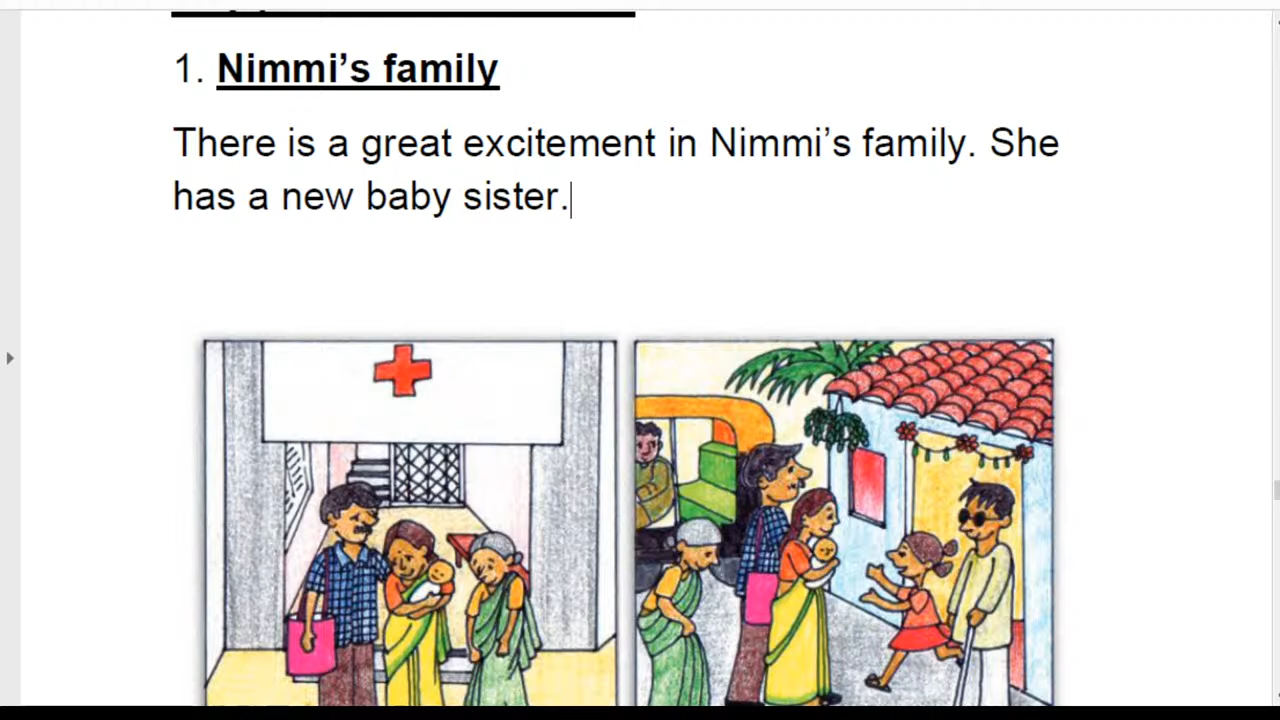 1. Nimmi’s family
There is a great excitement in Nimmi’s family. She
has a new baby sister.